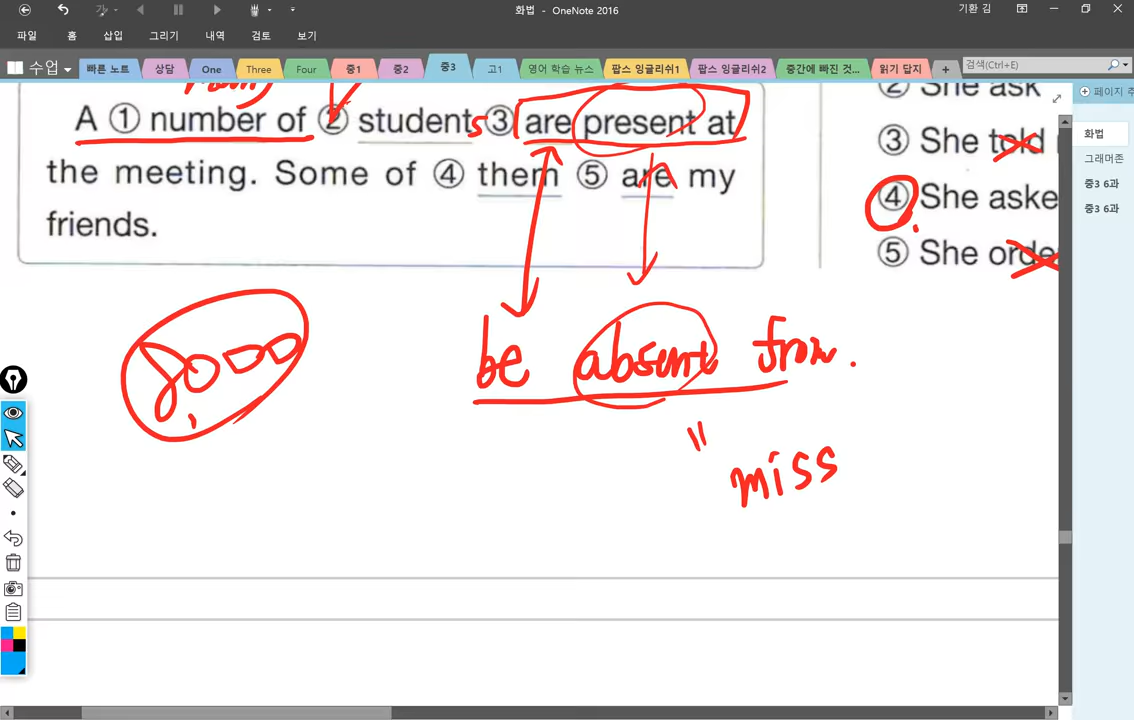 화법 - OneNote 2016
기환 김
파일 홈 삽입 그리기 내역 검토 보기
수업
빠른 노트 상담 One Three Four 중1 중2 중3 고1 영어 학습 뉴스 팝스 잉글리쉬1 팝스 잉글리쉬2 중간에 빠진 것... 읽기 답지 +
검색(Ctrl+E)
페이지 추
화법
그래머존
중3 6과
중3 6과
A ① number of ② students ③ are present at
the meeting. Some of ④ them ⑤ are my
friends.
② She ask
③ She told
④ She aske
⑤ She orde
be absent from.
"
miss